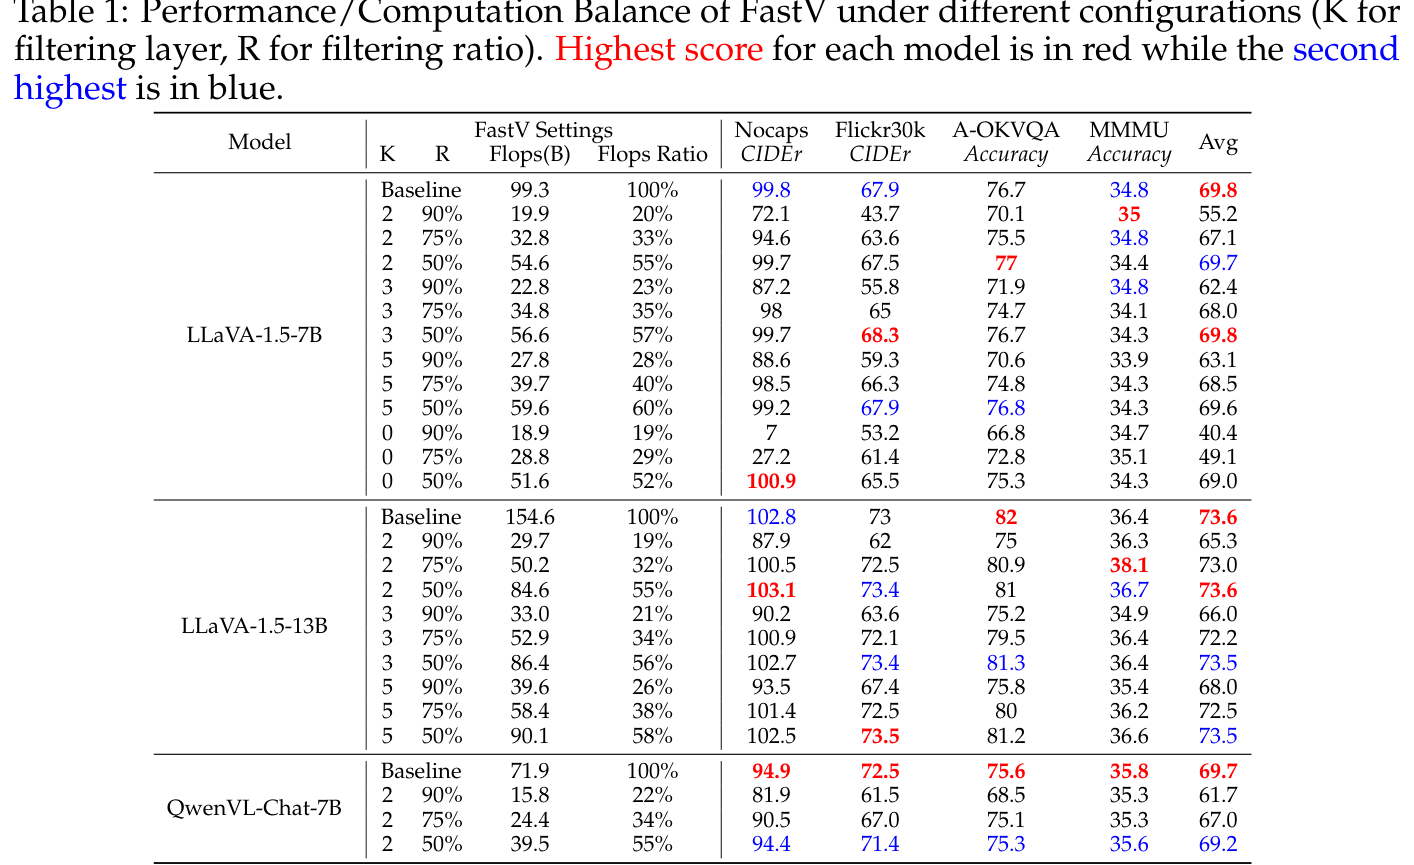 Table 1: Performance/Computation Balance of FastV under different configurations (K for
filtering layer, R for filtering ratio). Highest score for each model is in red while the second
highest is in blue.
Model FastV Settings Nocaps Flickr30k A-OKVQA MMMU Avg
K R Flops(B) Flops Ratio CIDEr CIDEr Accuracy Accuracy
LLaVA-1.5-7B
Baseline 99.3 100% 99.8 67.9 76.7 34.8 69.8
2 90% 19.9 20% 72.1 43.7 70.1 35 55.2
2 75% 32.8 33% 94.6 63.6 75.5 34.8 67.1
2 50% 54.6 55% 99.7 67.5 77 34.4 69.7
3 90% 22.8 23% 87.2 55.8 71.9 34.8 62.4
3 75% 34.8 35% 98 65 74.7 34.1 68.0
3 50% 56.6 57% 99.7 68.3 76.7 34.3 69.8
5 90% 27.8 28% 88.6 59.3 70.6 33.9 63.1
5 75% 39.7 40% 98.5 66.3 74.8 34.3 68.5
5 50% 59.6 60% 99.2 67.9 76.8 34.3 69.6
0 90% 18.9 19% 7 53.2 66.8 34.7 40.4
0 75% 28.8 29% 27.2 61.4 72.8 35.1 49.1
0 50% 51.6 52% 100.9 65.5 75.3 34.3 69.0
LLaVA-1.5-13B
Baseline 154.6 100% 102.8 73 82 36.4 73.6
2 90% 29.7 19% 87.9 62 75 36.3 65.3
2 75% 50.2 32% 100.5 72.5 80.9 38.1 73.0
2 50% 84.6 55% 103.1 73.4 81 36.7 73.6
3 90% 33.0 21% 90.2 63.6 75.2 34.9 66.0
3 75% 52.9 34% 100.9 72.1 79.5 36.4 72.2
3 50% 86.4 56% 102.7 73.4 81.3 36.4 73.5
5 90% 39.6 26% 93.5 67.4 75.8 35.4 68.0
5 75% 58.4 38% 101.4 72.5 80 36.2 72.5
5 50% 90.1 58% 102.5 73.5 81.2 36.6 73.5
QwenVL-Chat-7B
Baseline 71.9 100% 94.9 72.5 75.6 35.8 69.7
2 90% 15.8 22% 81.9 61.5 68.5 35.3 61.7
2 75% 24.4 34% 90.5 67.0 75.1 35.3 67.0
2 50% 39.5 55% 94.4 71.4 75.3 35.6 69.2